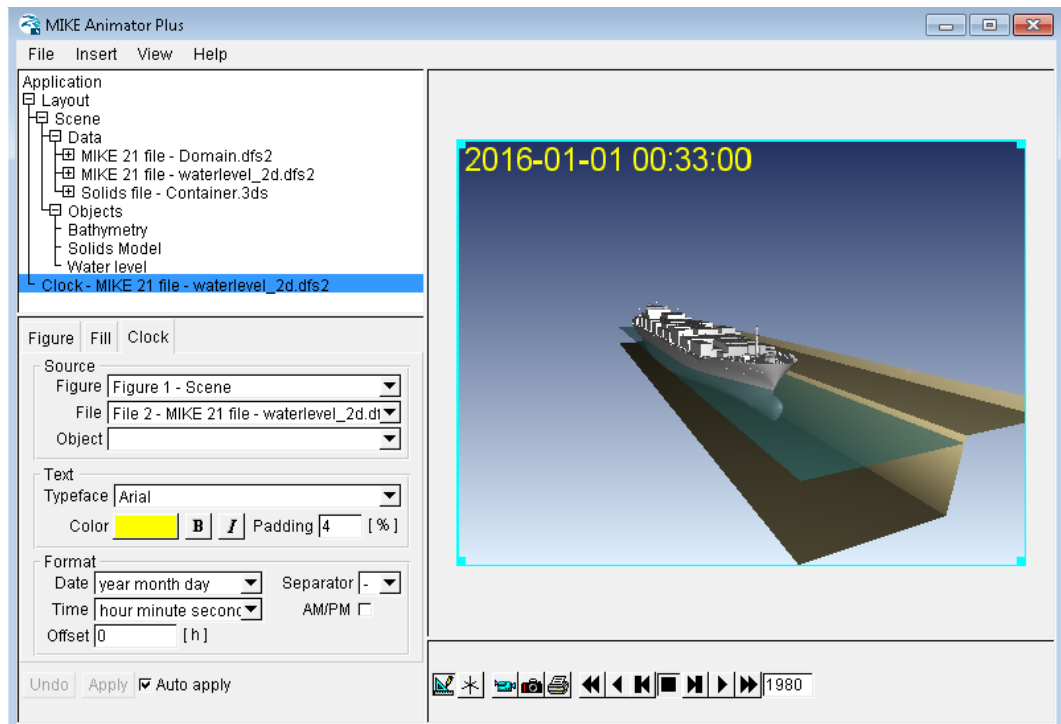 MIKE Animator Plus
File Insert View Help
Application
Layout
Scene
Data
MIKE 21 file - Domain.dfs2
MIKE 21 file - waterlevel_2d.dfs2
Solids file - Container.3ds
Objects
Bathymetry
Solids Model
Water level
Clock - MIKE 21 file - waterlevel_2d.dfs2
2016-01-01 00:33:00
Figure Fill Clock
Source
Figure Figure 1 - Scene
File File 2 - MIKE 21 file - waterlevel_2d.df
Object
Text
Typeface Arial
Color B I Padding 4 [%]
Format
Date year month day Separator -
Time hour minute second AM/PM
Offset 0 [h]
Undo Apply Auto apply
1980